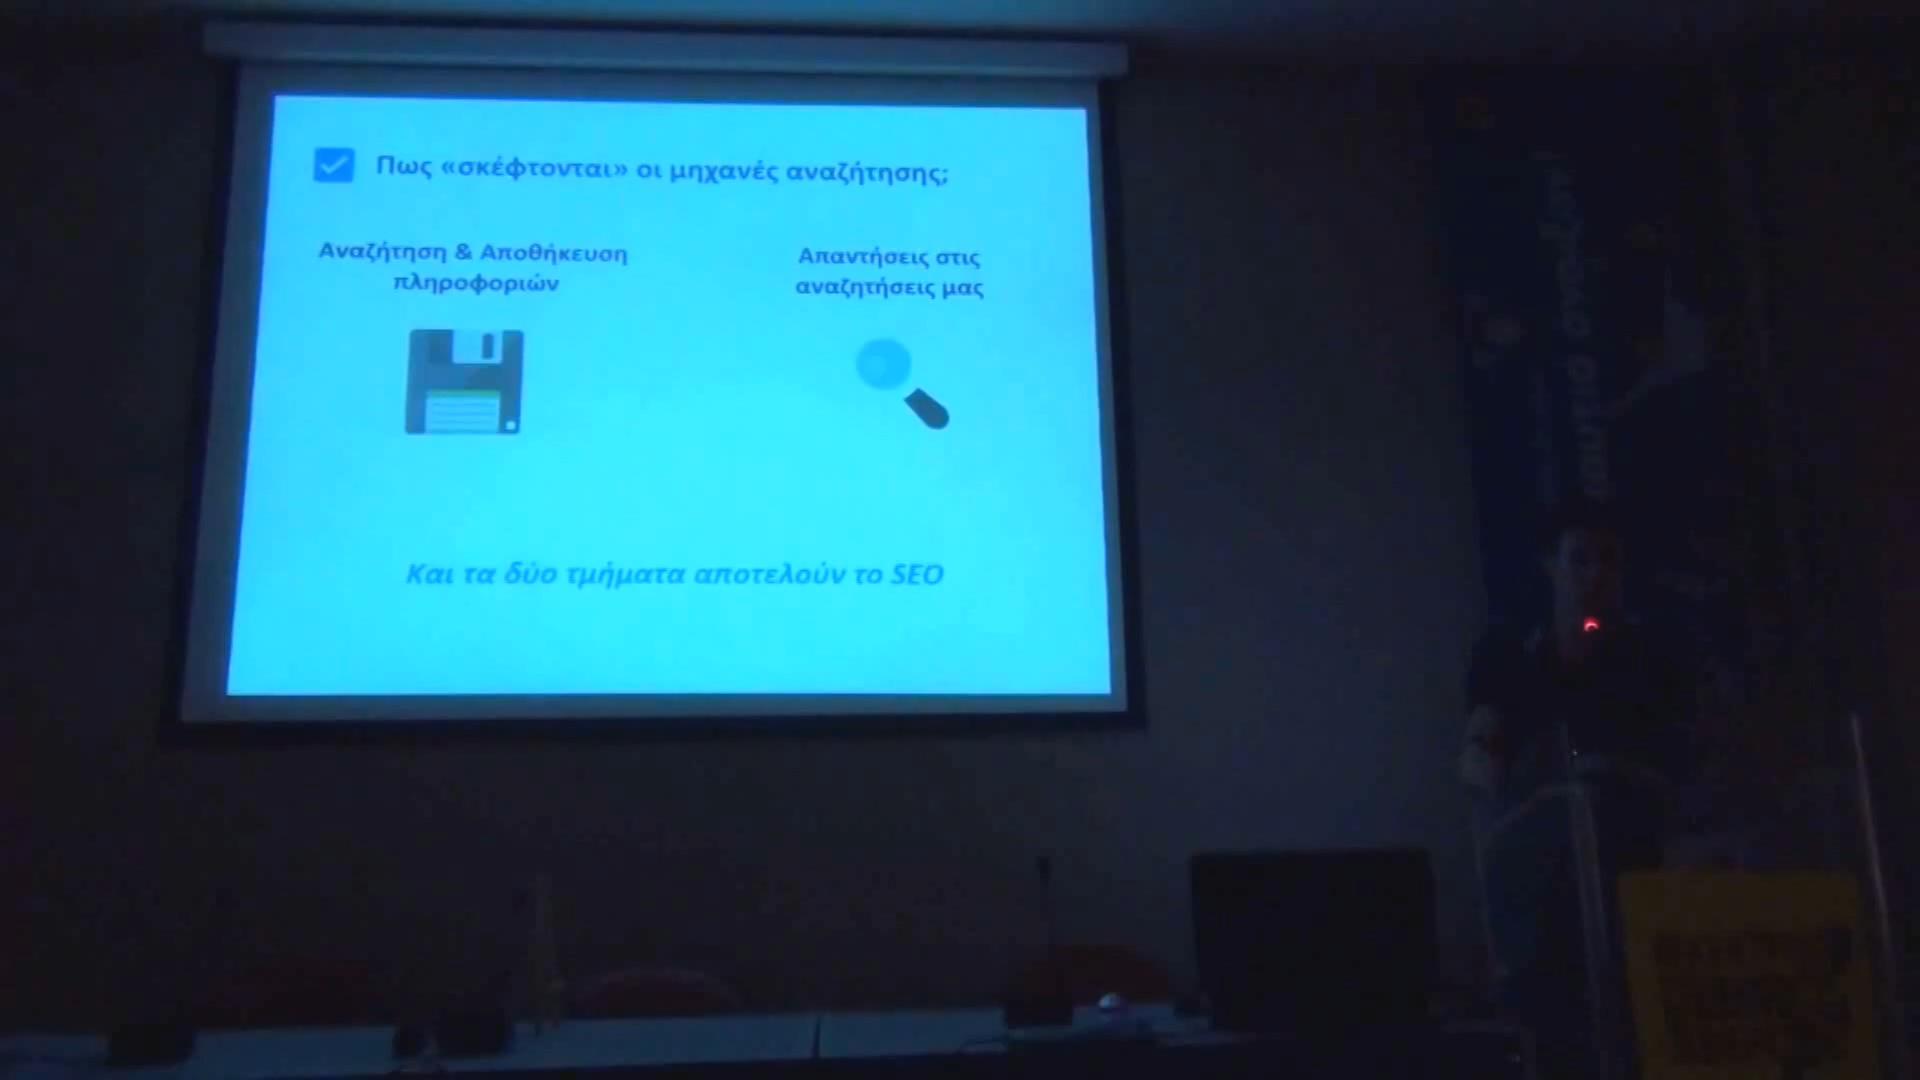 Πως «σκέφτονται» οι μηχανές αναζήτησης;
Αναζήτηση & Αποθήκευση
πληροφοριών
Απαντήσεις στις
αναζητήσεις μας
Και τα δύο τμήματα αποτελούν το SEO